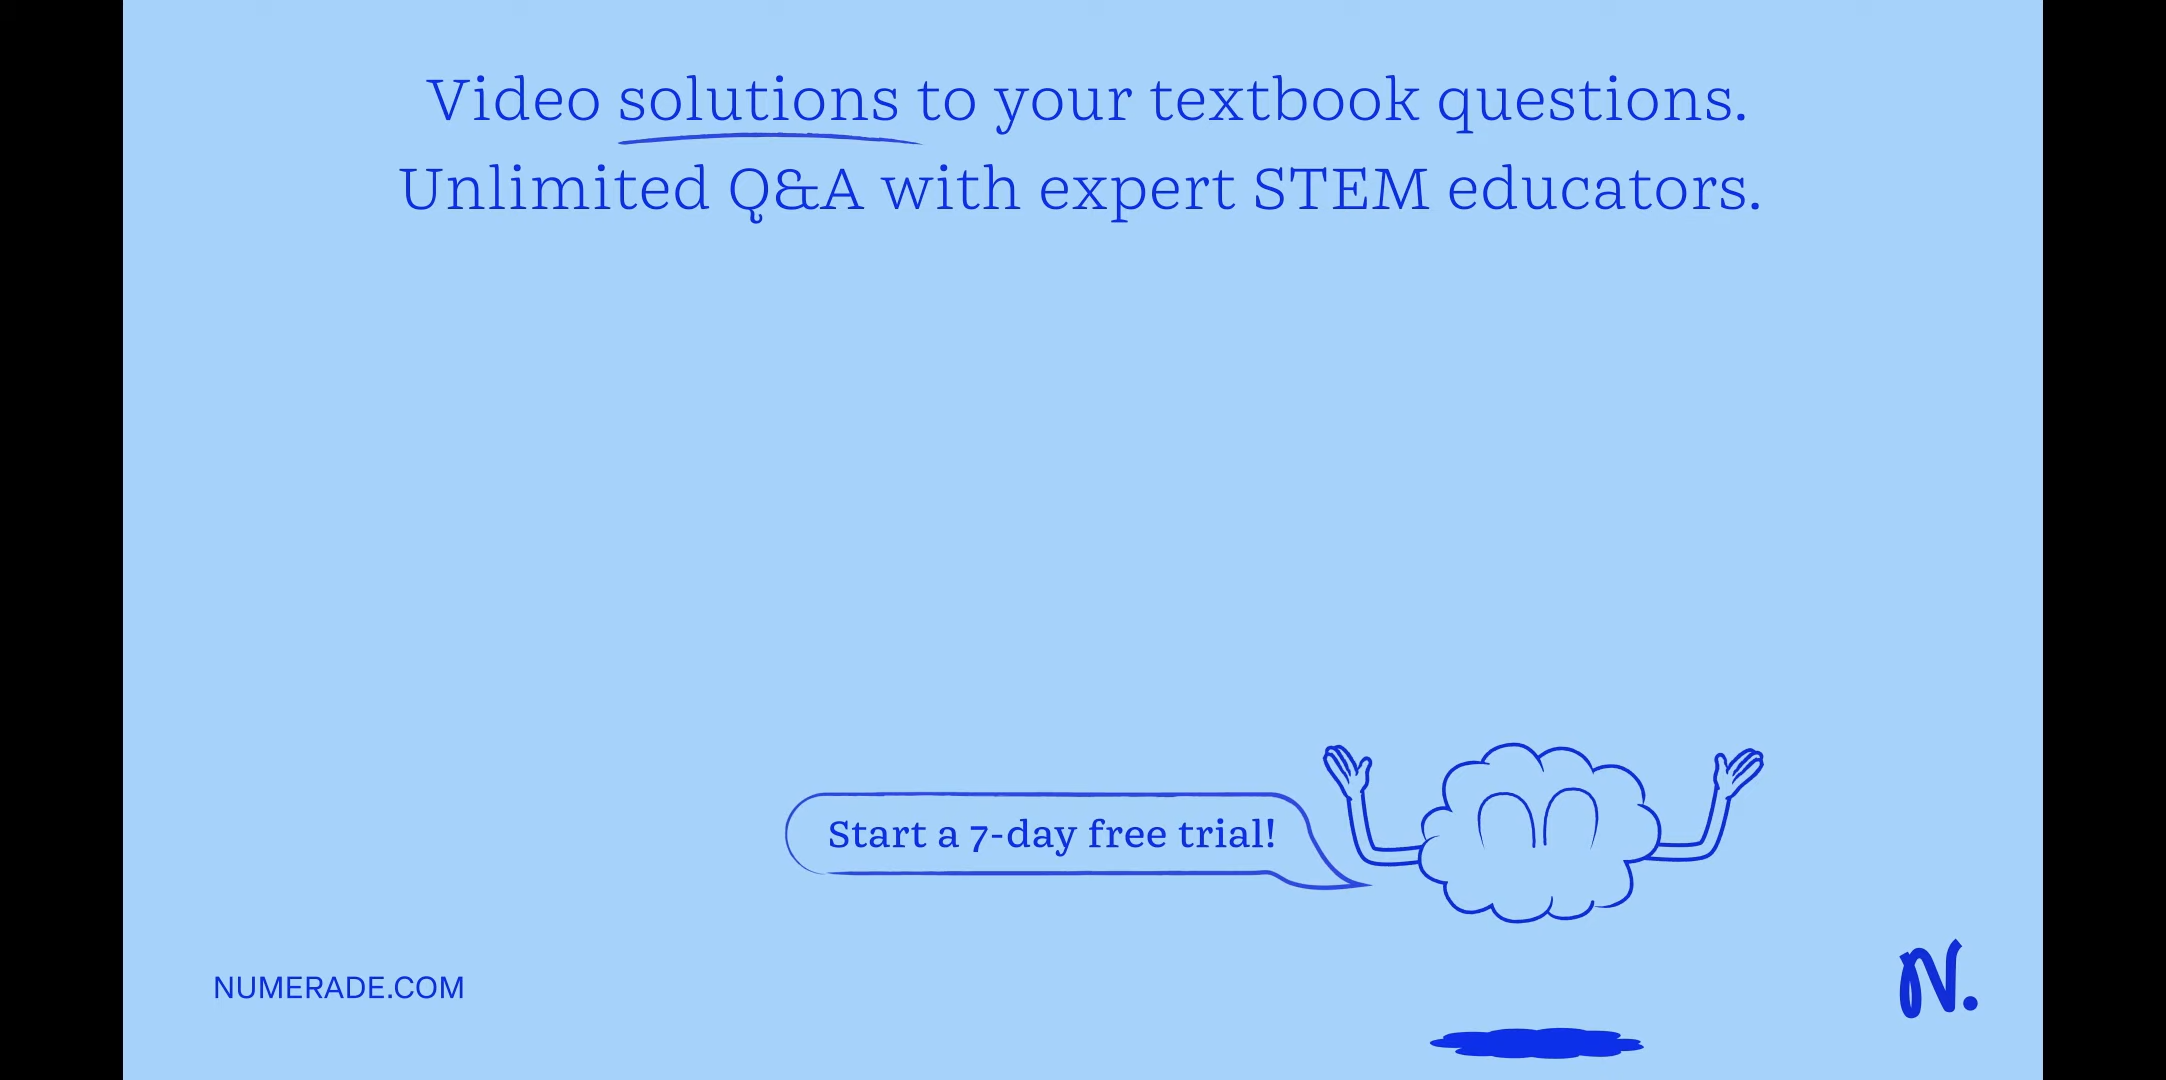 Video solutions to your textbook questions.
Unlimited Q&A with expert STEM educators.
Start a 7-day free trial!
NUMERADE.COM
N.